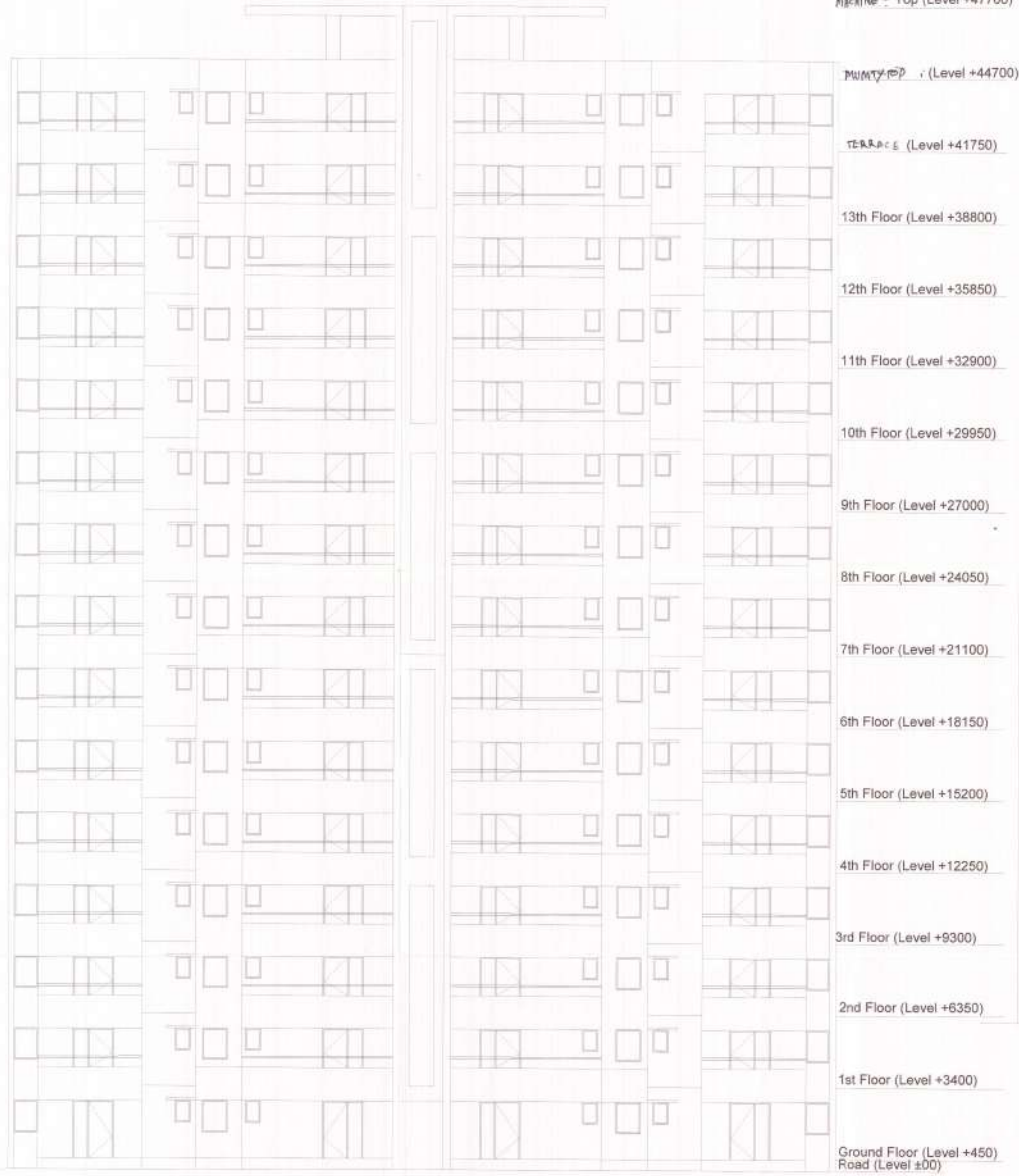 MACHINE - Top (Level +47700)
MUMTY TOP : (Level +44700)
TERRACE (Level +41750)
13th Floor (Level +38800)
12th Floor (Level +35850)
11th Floor (Level +32900)
10th Floor (Level +29950)
9th Floor (Level +27000)
8th Floor (Level +24050)
7th Floor (Level +21100)
6th Floor (Level +18150)
5th Floor (Level +15200)
4th Floor (Level +12250)
3rd Floor (Level +9300)
2nd Floor (Level +6350)
1st Floor (Level +3400)
Ground Floor (Level +450)
Road (Level ±00)